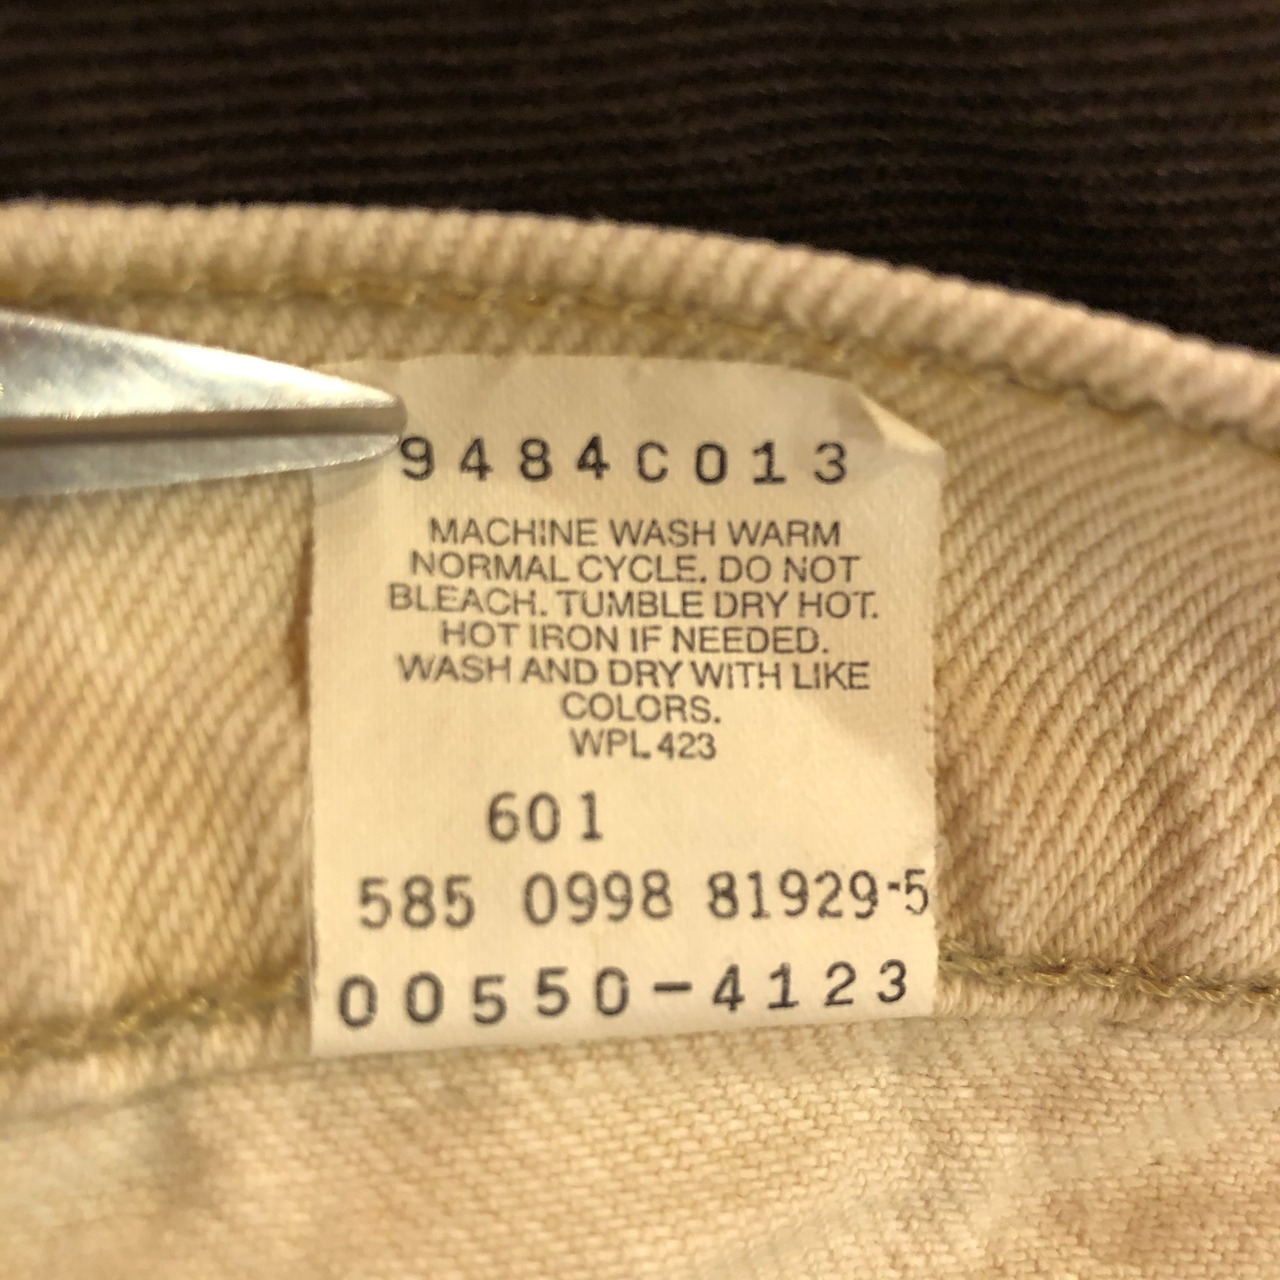 9484C013
MACHINE WASH WARM
NORMAL CYCLE. DO NOT
BLEACH. TUMBLE DRY HOT.
HOT IRON IF NEEDED.
WASH AND DRY WITH LIKE
COLORS.
WPL 423
601
585 0998 81929-5
00550-4123